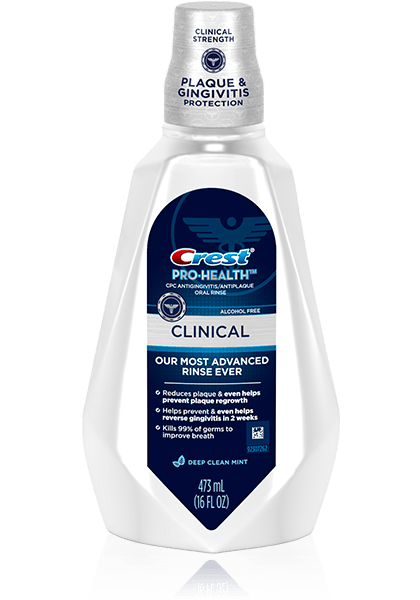 CLINICAL
STRENGTH
PLAQUE &
GINGIVITIS
PROTECTION
Crest®
PRO-HEALTH™
CPC ANTIGINGIVITIS/ANTIPLAQUE
ORAL RINSE
ALCOHOL FREE
CLINICAL
OUR MOST ADVANCED
RINSE EVER
Reduces plaque & even helps
prevent plaque regrowth
Helps prevent & even helps
reverse gingivitis in 2 weeks
Kills 99% of germs to
improve breath
92507262
DEEP CLEAN MINT
473 mL
(16 FL OZ)